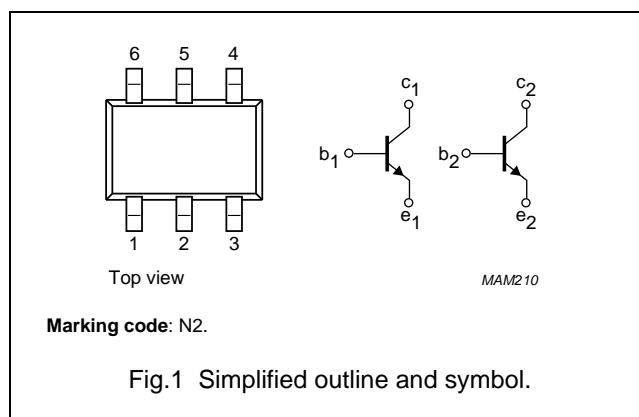 6 5 4
1 2 3
Top view
c1 c2
b1 b2
e1 e2
MAM210
Marking code: N2.
Fig.1 Simplified outline and symbol.